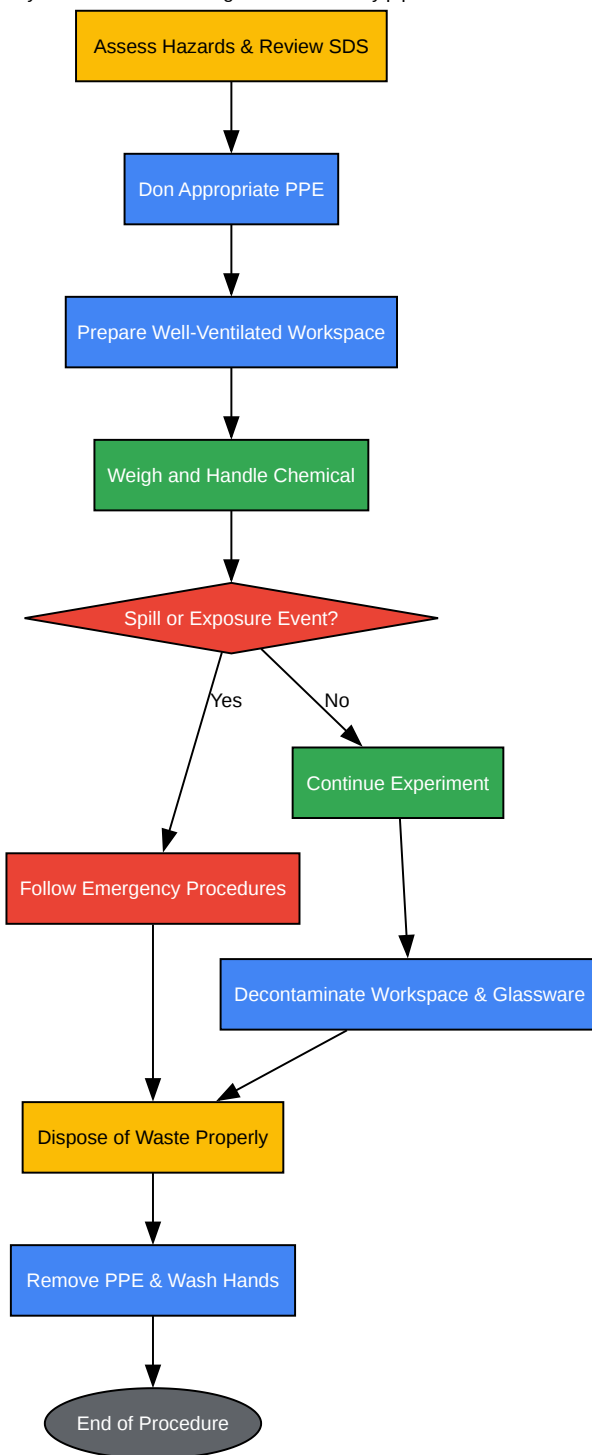 Assess Hazards & Review SDS
Don Appropriate PPE
Prepare Well-Ventilated Workspace
Weigh and Handle Chemical
Spill or Exposure Event?
Yes
No
Continue Experiment
Follow Emergency Procedures
Decontaminate Workspace & Glassware
Dispose of Waste Properly
Remove PPE & Wash Hands
End of Procedure